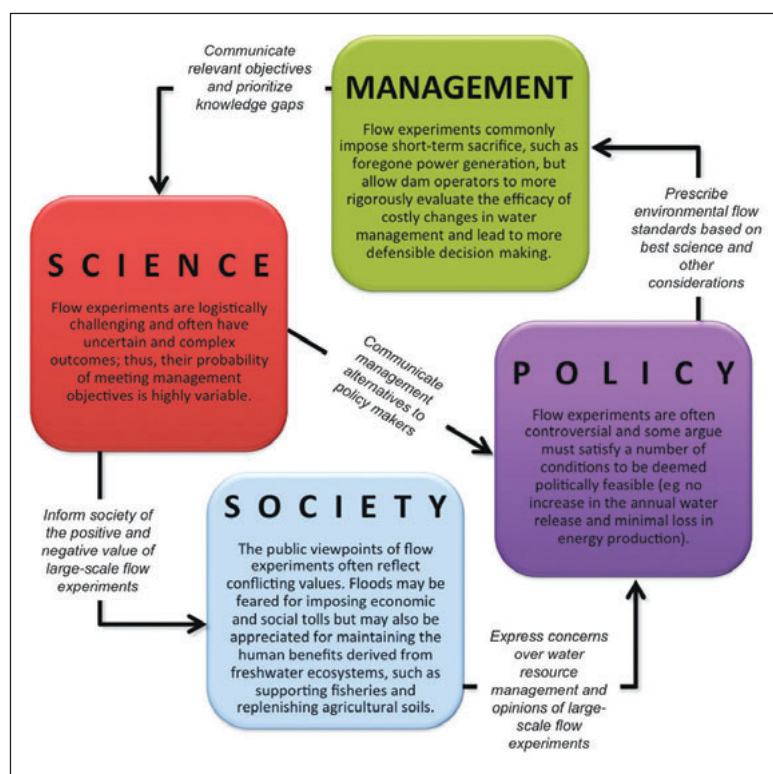 Communicate
relevant objectives
and prioritize
knowledge gaps
MANAGEMENT
Flow experiments commonly
impose short-term sacrifice, such as
foregone power generation, but
allow dam operators to more
rigorously evaluate the efficacy of
costly changes in water
management and lead to more
defensible decision making.
Prescribe
environmental flow
standards based on
best science and
other
considerations
SCIENCE
Flow experiments are logistically
challenging and often have
uncertain and complex
outcomes; thus, their probability
of meeting management
objectives is highly variable.
Communicate
management
alternatives to
policy makers
POLICY
Flow experiments are often
controversial and some argue
must satisfy a number of
conditions to be deemed
politically feasible (eg no
increase in the annual water
release and minimal loss in
energy production).
Inform society of
the positive and
negative value of
large-scale flow
experiments
SOCIETY
The public viewpoints of flow
experiments often reflect
conflicting values. Floods may be
feared for imposing economic
and social tolls but may also be
appreciated for maintaining the
human benefits derived from
freshwater ecosystems, such as
supporting fisheries and
replenishing agricultural soils.
Express concerns
over water
resource
management and
opinions of large-
scale flow
experiments